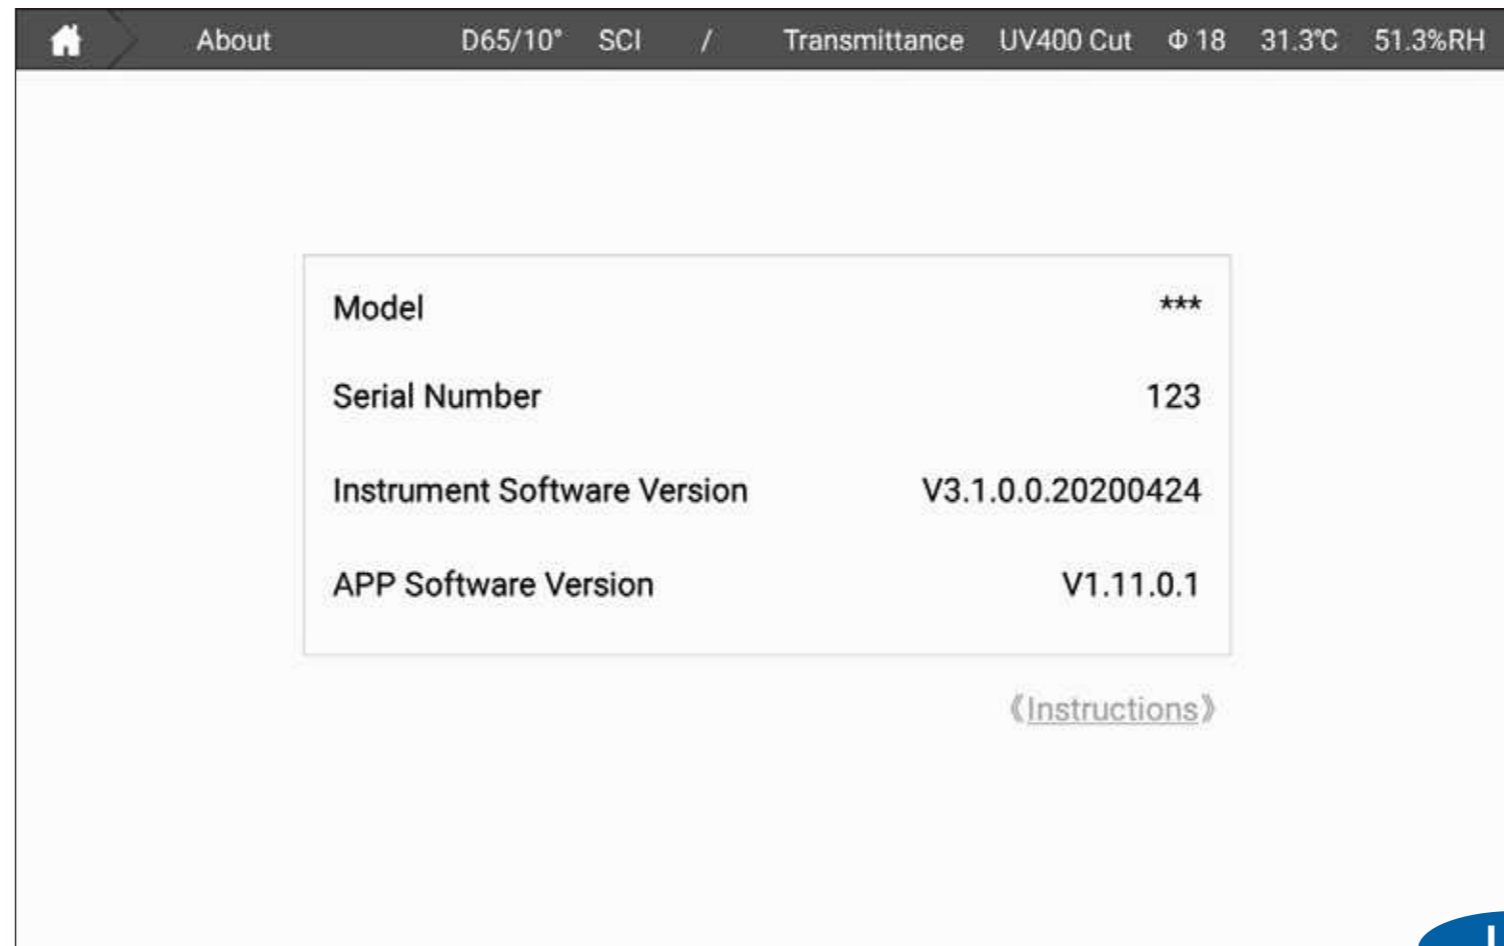 About D65/10° SCI / Transmittance UV400 Cut Φ 18 31.3℃ 51.3%RH
Model ***
Serial Number 123
Instrument Software Version V3.1.0.0.20200424
APP Software Version V1.11.0.1
《Instructions》